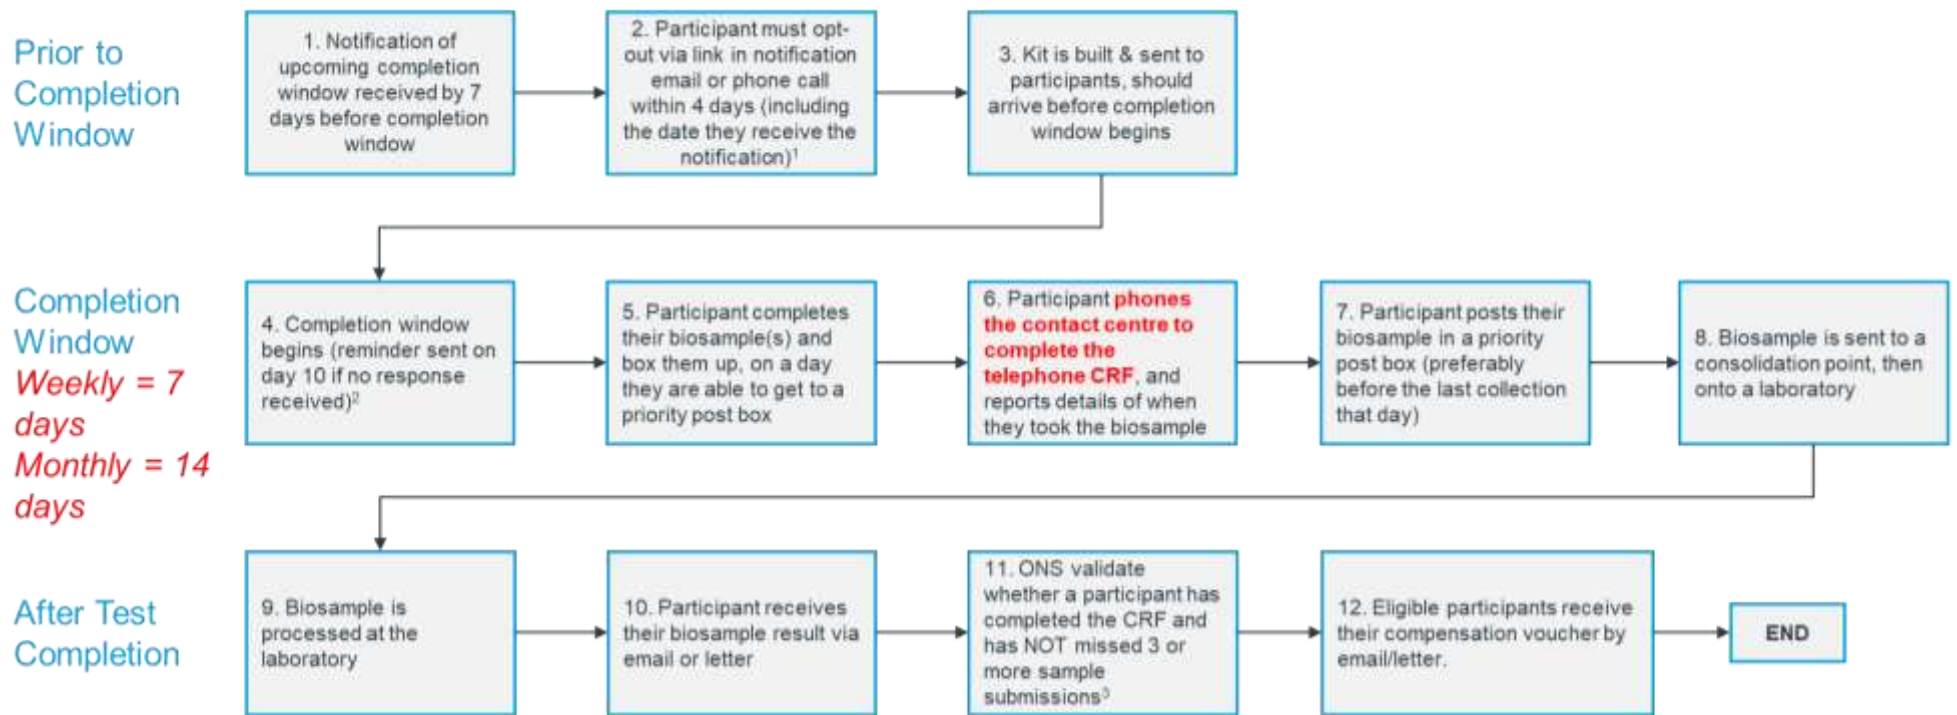 Prior to
Completion
Window
1. Notification of
upcoming completion
window received by 7
days before completion
window
2. Participant must opt-
out via link in notification
email or phone call
within 4 days (including
the date they receive the
notification)¹
3. Kit is built & sent to
participants, should
arrive before completion
window begins
Completion
Window
Weekly = 7
days
Monthly = 14
days
4. Completion window
begins (reminder sent on
day 10 if no response
received)²
5. Participant completes
their biosample(s) and
box them up, on a day
they are able to get to a
priority post box
6. Participant phones
the contact centre to
complete the
telephone CRF, and
reports details of when
they took the biosample
7. Participant posts their
biosample in a priority
post box (preferably
before the last collection
that day)
8. Biosample is sent to a
consolidation point, then
onto a laboratory
After Test
Completion
9. Biosample is
processed at the
laboratory
10. Participant receives
their biosample result via
email or letter
11. ONS validate
whether a participant has
completed the CRF and
has NOT missed 3 or
more sample
submissions³
12. Eligible participants receive
their compensation voucher by
email/letter.
END